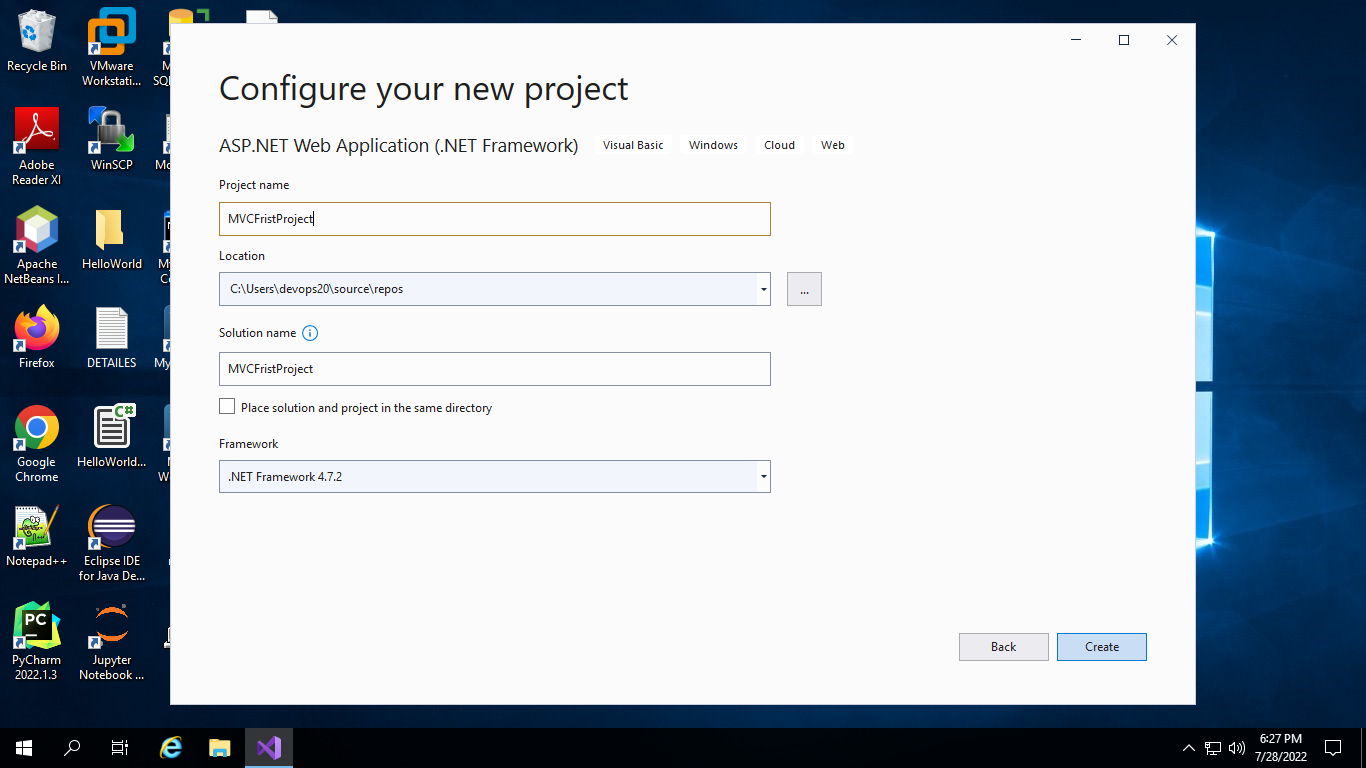 Recycle Bin
VMware
Workstati...
SQ
Adobe
Reader XI
WinSCP
Mo
Apache
NetBeans I...
HelloWorld
My
Co
Firefox
DETAILES
My
Google
Chrome
HelloWorld...
W
Notepad++
Eclipse IDE
for Java De...
PyCharm
2022.1.3
Jupyter
Notebook ...
Configure your new project
ASP.NET Web Application (.NET Framework) Visual Basic Windows Cloud Web
Project name
MVCFristProject
Location
C:\Users\devops20\source\repos
...
Solution name
MVCFristProject
Place solution and project in the same directory
Framework
.NET Framework 4.7.2
Back
Create
6:27 PM
7/28/2022